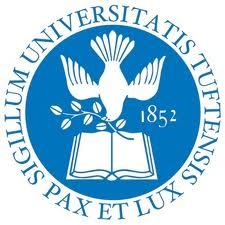 SIGILLUM UNIVERSITATIS TUFTENSIS
PAX ET LUX
1852